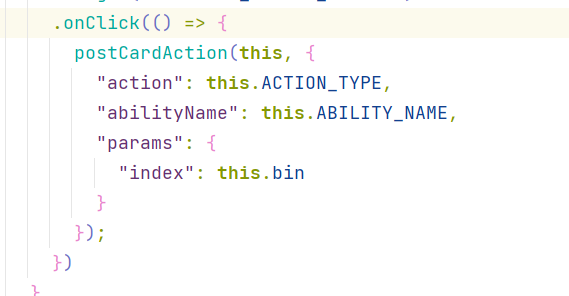 .onClick(() => {
postCardAction(this, {
"action": this.ACTION_TYPE,
"abilityName": this.ABILITY_NAME,
"params": {
"index": this.bin
}
});
})
}